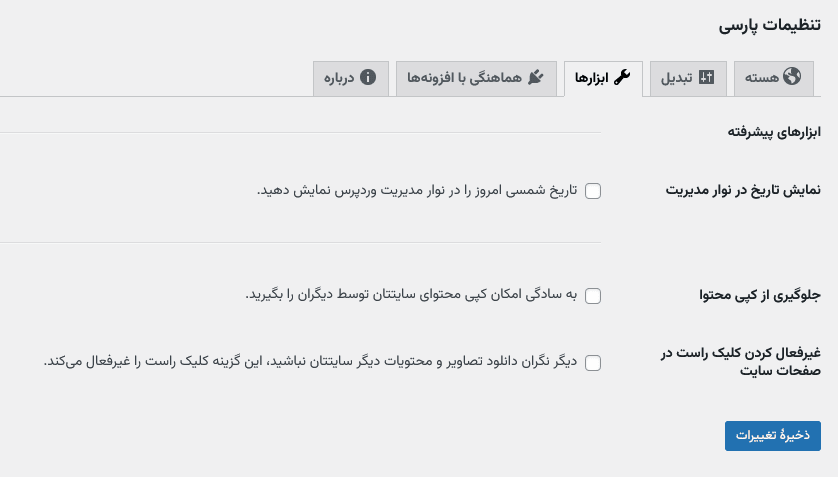 تنظیمات پارسی
هسته
تبدیل
ابزارها
هماهنگی با افزونه‌ها
درباره
ابزارهای پیشرفته
نمایش تاریخ در نوار مدیریت
تاریخ شمسی امروز را در نوار مدیریت وردپرس نمایش دهید.
جلوگیری از کپی محتوا
به سادگی امکان کپی محتوای سایتتان توسط دیگران را بگیرید.
غیرفعال کردن کلیک راست در
صفحات سایت
دیگر نگران دانلود تصاویر و محتویات دیگر سایتتان نباشید، این گزینه کلیک راست را غیرفعال می‌کند.
ذخیرهٔ تغییرات